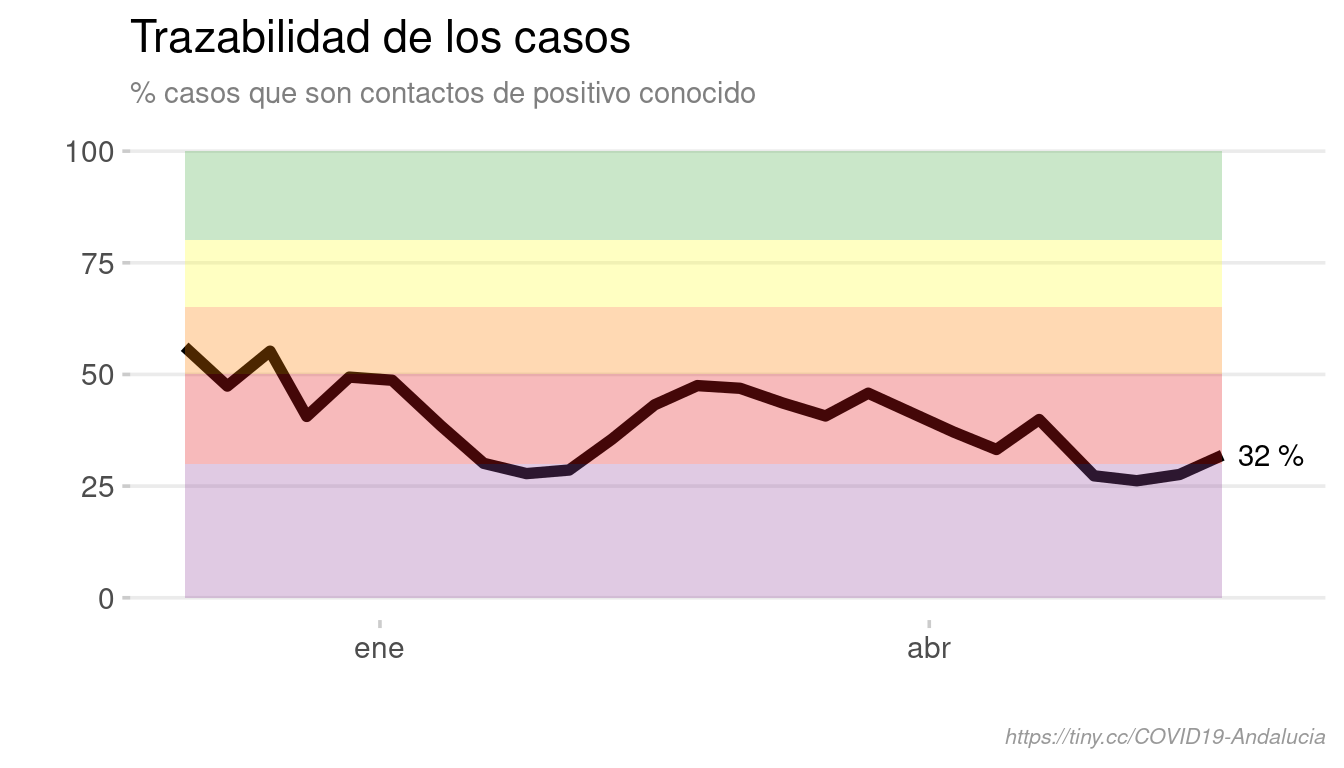 Trazabilidad de los casos
% casos que son contactos de positivo conocido
100
75
50
25
0
32 %
ene
abr
https://tiny.cc/COVID19-Andalucia